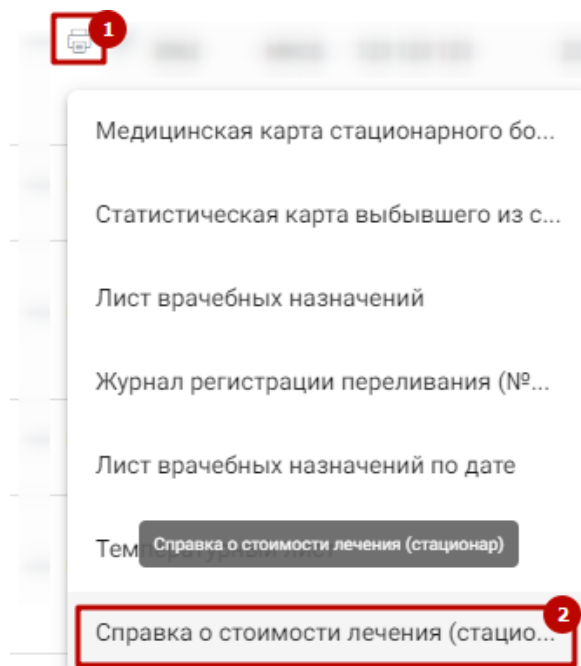 1
Медицинская карта стационарного бо...
Статистическая карта выбывшего из с...
Лист врачебных назначений
Журнал регистрации переливания (№...
Лист врачебных назначений по дате
Справка о стоимости лечения (стационар)
2
Справка о стоимости лечения (стацио...